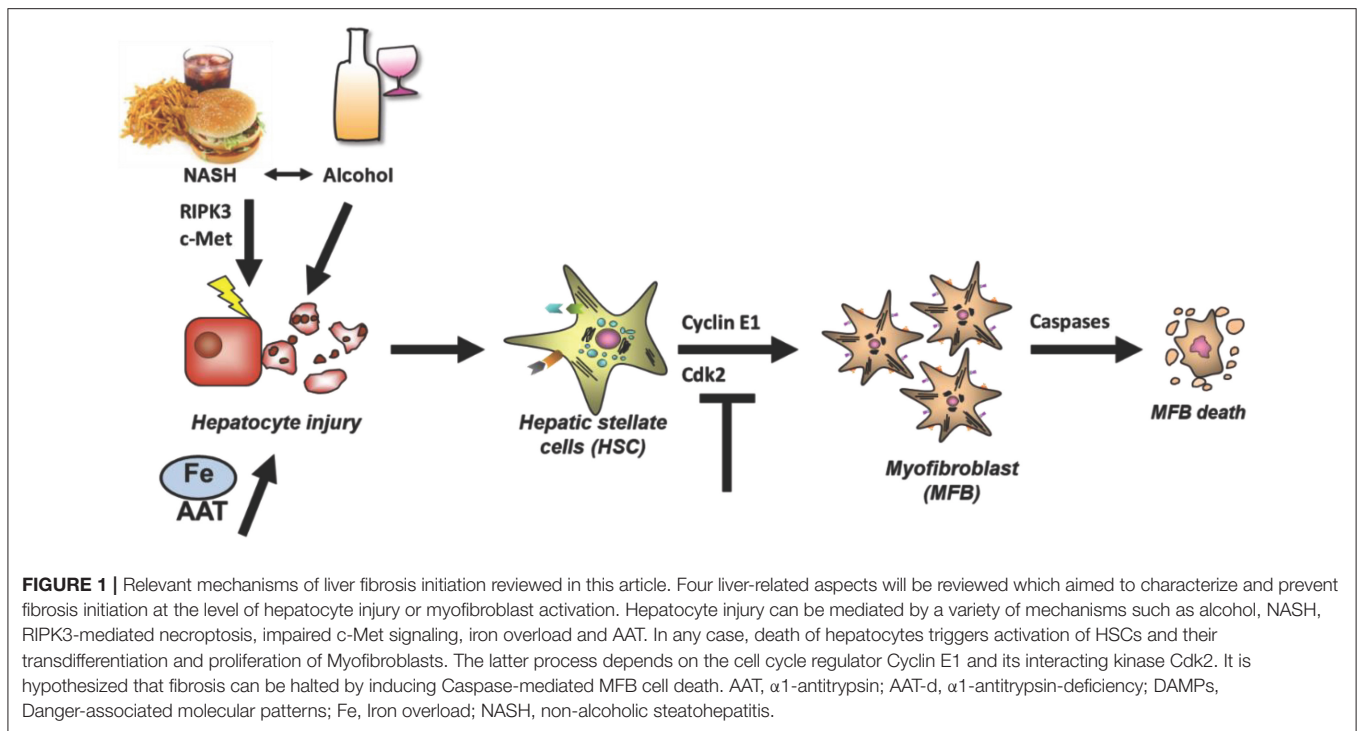 NASH
Alcohol
RIPK3
c-Met
Cyclin E1
Cdk2
Caspases
Hepatocyte injury
Hepatic stellate
cells (HSC)
Myofibroblast
(MFB)
MFB death
Fe
AAT
FIGURE 1 | Relevant mechanisms of liver fibrosis initiation reviewed in this article. Four liver-related aspects will be reviewed which aimed to characterize and prevent
fibrosis initiation at the level of hepatocyte injury or myofibroblast activation. Hepatocyte injury can be mediated by a variety of mechanisms such as alcohol, NASH,
RIPK3-mediated necroptosis, impaired c-Met signaling, iron overload and AAT. In any case, death of hepatocytes triggers activation of HSCs and their
transdifferentiation and proliferation of Myofibroblasts. The latter process depends on the cell cycle regulator Cyclin E1 and its interacting kinase Cdk2. It is
hypothesized that fibrosis can be halted by inducing Caspase-mediated MFB cell death. AAT, α1-antitrypsin; AAT-d, α1-antitrypsin-deficiency; DAMPs,
Danger-associated molecular patterns; Fe, Iron overload; NASH, non-alcoholic steatohepatitis.